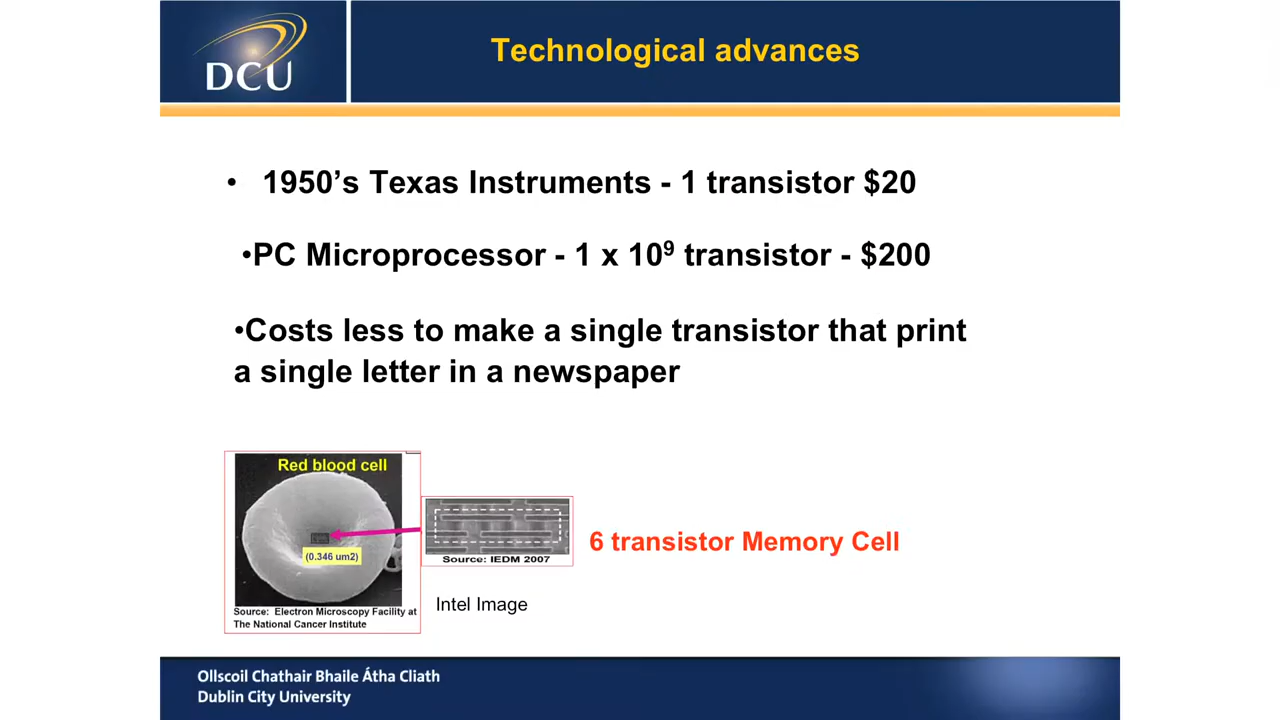 DCU
Technological advances
• 1950’s Texas Instruments - 1 transistor $20
•PC Microprocessor - 1 x 10⁹ transistor - $200
•Costs less to make a single transistor that print
a single letter in a newspaper
Red blood cell
(0.346 um2)
Source: Electron Microscopy Facility at
The National Cancer Institute
Source: IEDM 2007
Intel Image
6 transistor Memory Cell
Ollscoil Chathair Bhaile Átha Cliath
Dublin City University